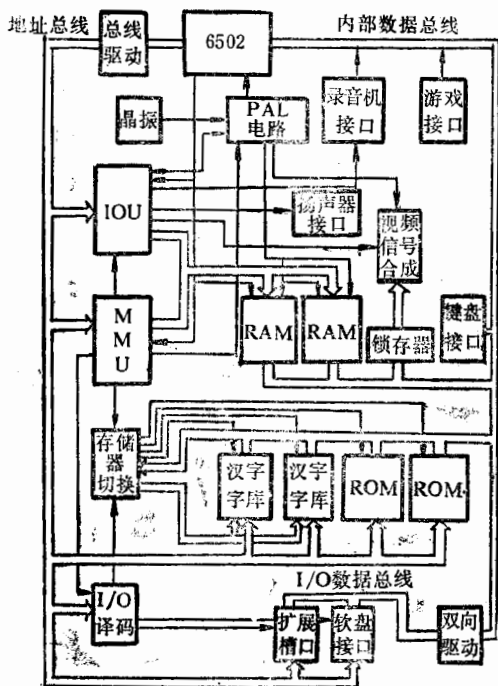 地址总线
总线
驱动
6502
内部数据总线
晶振
PAL
电路
录音机
接口
游戏
接口
IOU
扬声器
接口
视频
信号
合成
M
M
U
RAM
RAM
锁存器
键盘
接口
存储
器
切换
汉字
字库
汉字
字库
ROM
ROM
I/O数据总线
I/O
译码
扩展
槽口
软盘
接口
双向
驱动